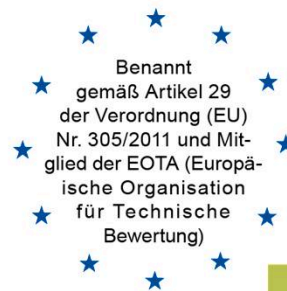 Benannt
gemäß Artikel 29
der Verordnung (EU)
Nr. 305/2011 und Mit-
glied der EOTA (Europä-
ische Organisation
für Technische
Bewertung)